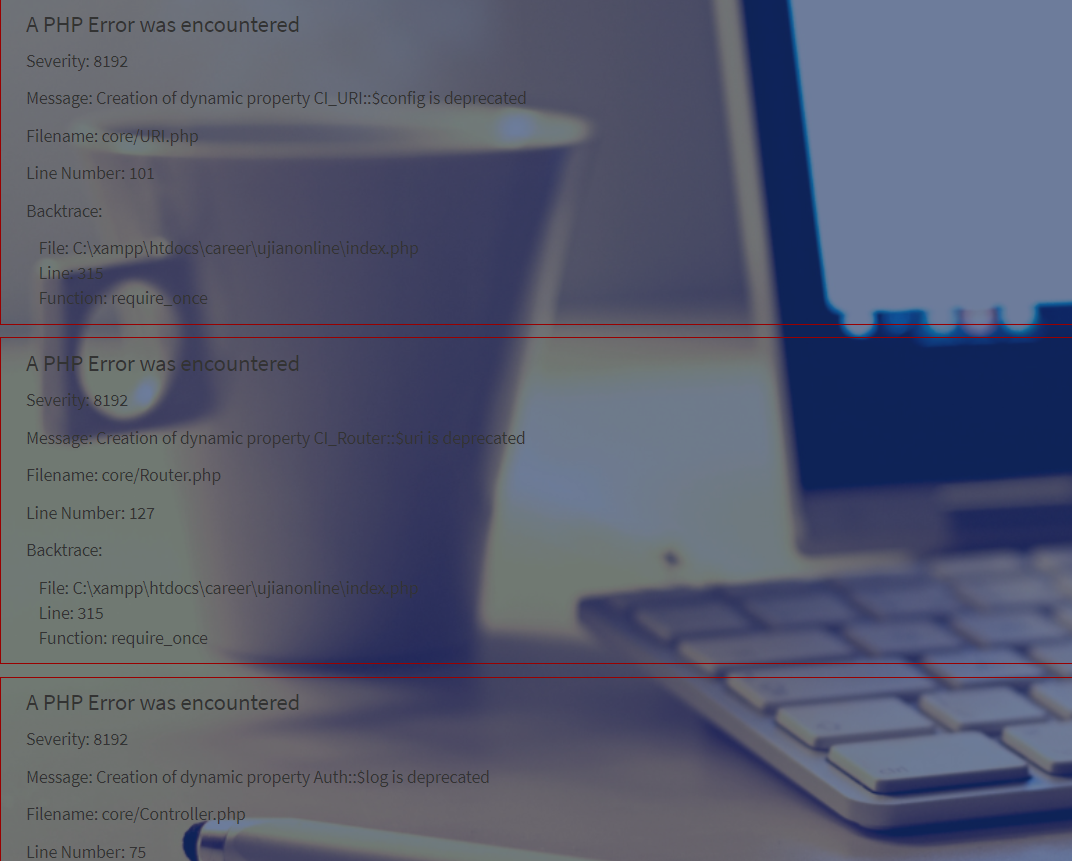 A PHP Error was encountered
Severity: 8192
Message: Creation of dynamic property CI_URI::$config is deprecated
Filename: core/URI.php
Line Number: 101
Backtrace:
File: C:\xampp\htdocs\career\ujianonline\index.php
Line: 315
Function: require_once
A PHP Error was encountered
Severity: 8192
Message: Creation of dynamic property CI_Router::$uri is deprecated
Filename: core/Router.php
Line Number: 127
Backtrace:
File: C:\xampp\htdocs\career\ujianonline\index.php
Line: 315
Function: require_once
A PHP Error was encountered
Severity: 8192
Message: Creation of dynamic property Auth::$log is deprecated
Filename: core/Controller.php
Line Number: 75